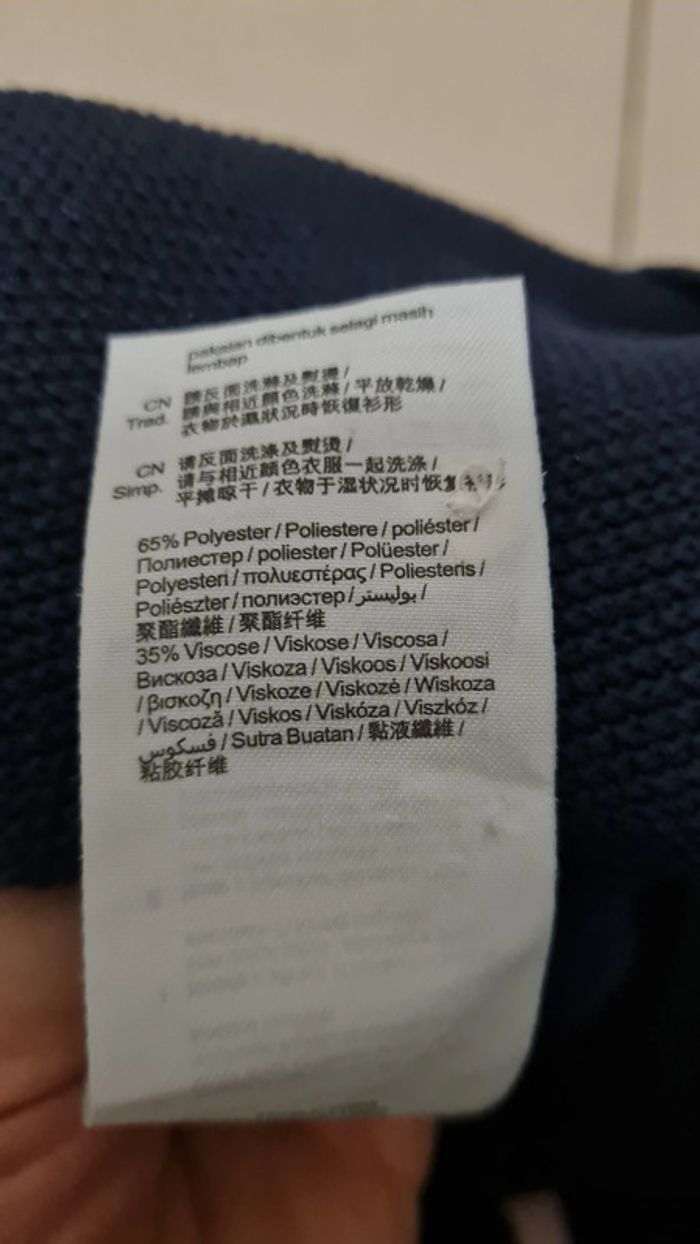 pakaian dibentuk selagi masih
lembap
CN 請反面洗滌及熨燙 /
Trad. 請與相近顏色洗滌 / 平放乾燥 /
衣物於濕狀況時恢復衫形
CN 请反面洗涤及熨烫 /
Simp. 请与相近颜色衣服一起洗涤 /
平摊晾干 / 衣物于湿状况时恢复
65% Polyester / Poliestere / poliéster /
Полиестер / poliester / Polüester /
Polyesteri / πολυεστέρας / Poliesteris /
Poliészter / полиэстер / بوليستر /
聚酯纖維 / 聚酯纤维
35% Viscose / Viskose / Viscosa /
Вискоза / Viskoza / Viskoos / Viskoosi
/ βισκοζη / Viskoze / Viskozė / Wiskoza
/ Viscoză / Viskos / Viskóza / Viszkóz /
فسكوس / Sutra Buatan / 黏液纖維 /
粘胶纤维